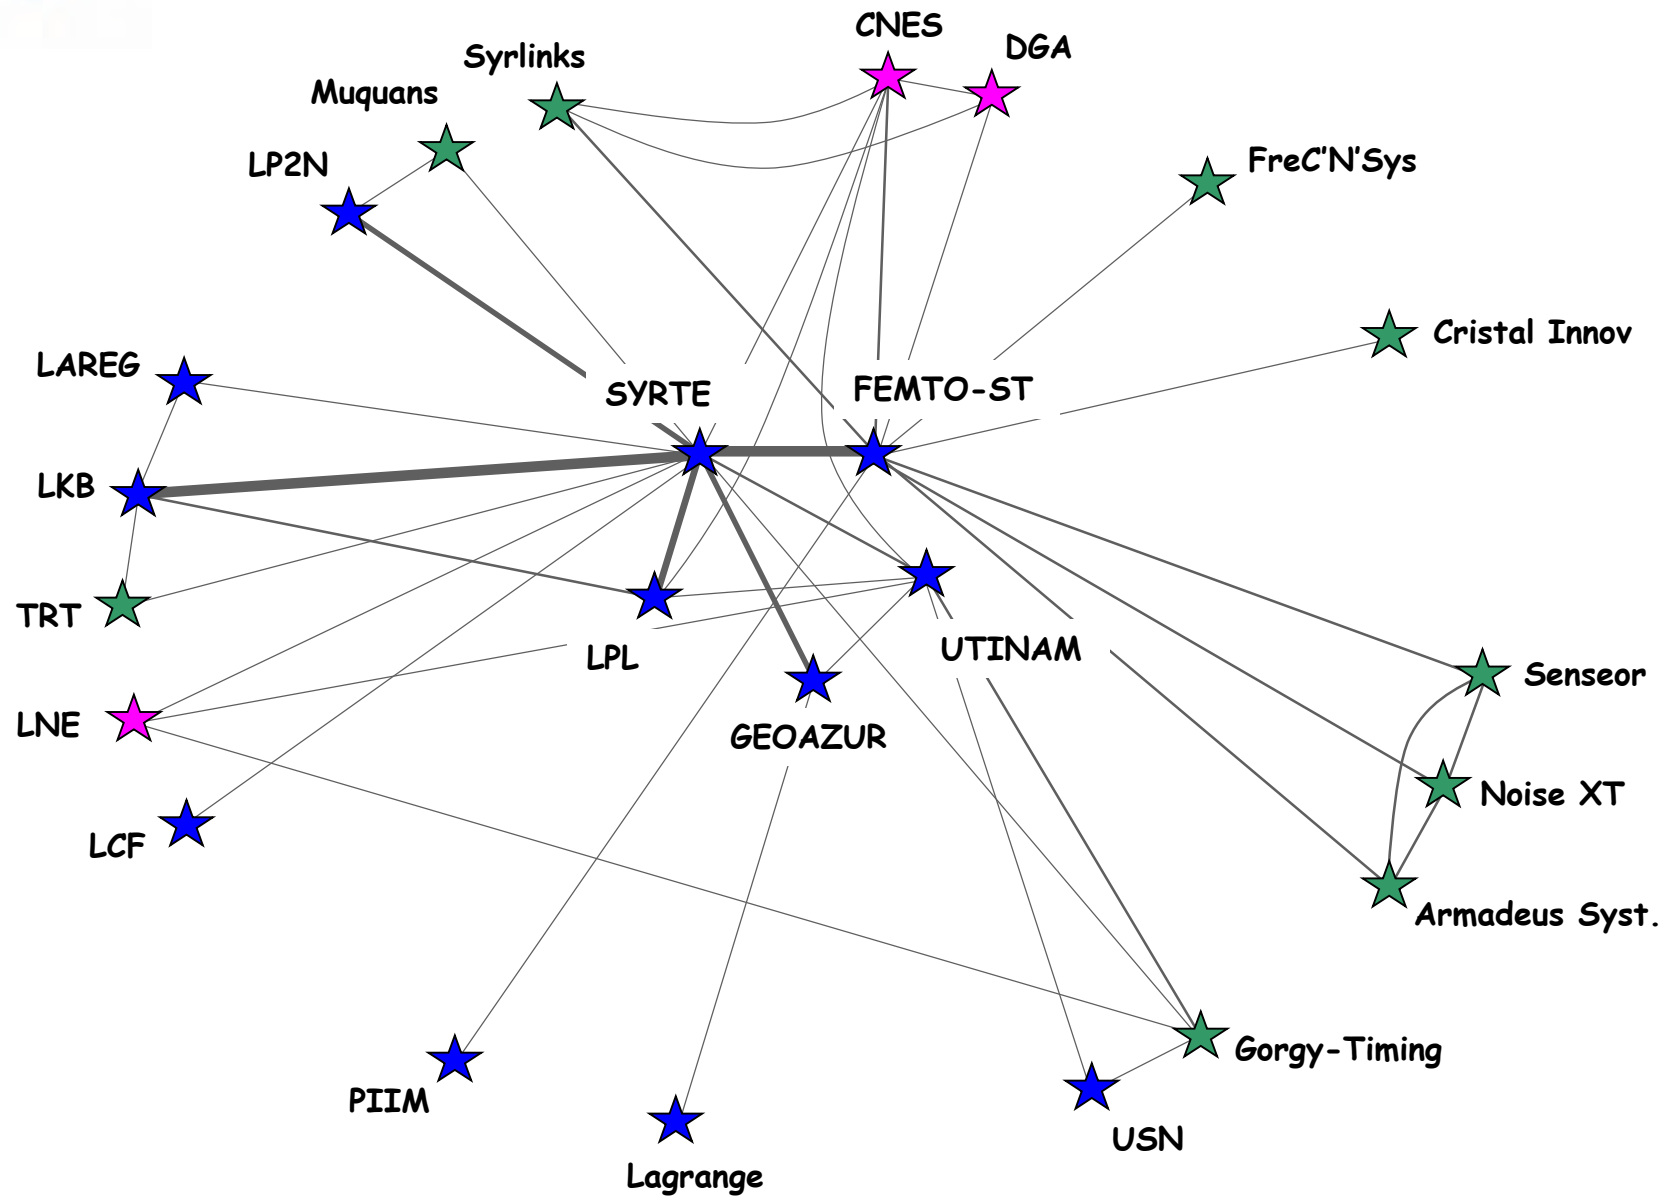 CNES
DGA
Syrlinks
Muquans
LP2N
FreC'N'Sys
Cristal Innov
LAREG
SYRTE
FEMTO-ST
LKB
TRT
LPL
UTINAM
Senseor
LNE
GEOAZUR
Noise XT
LCF
Armadeus Syst.
Gorgy-Timing
PIIM
USN
Lagrange